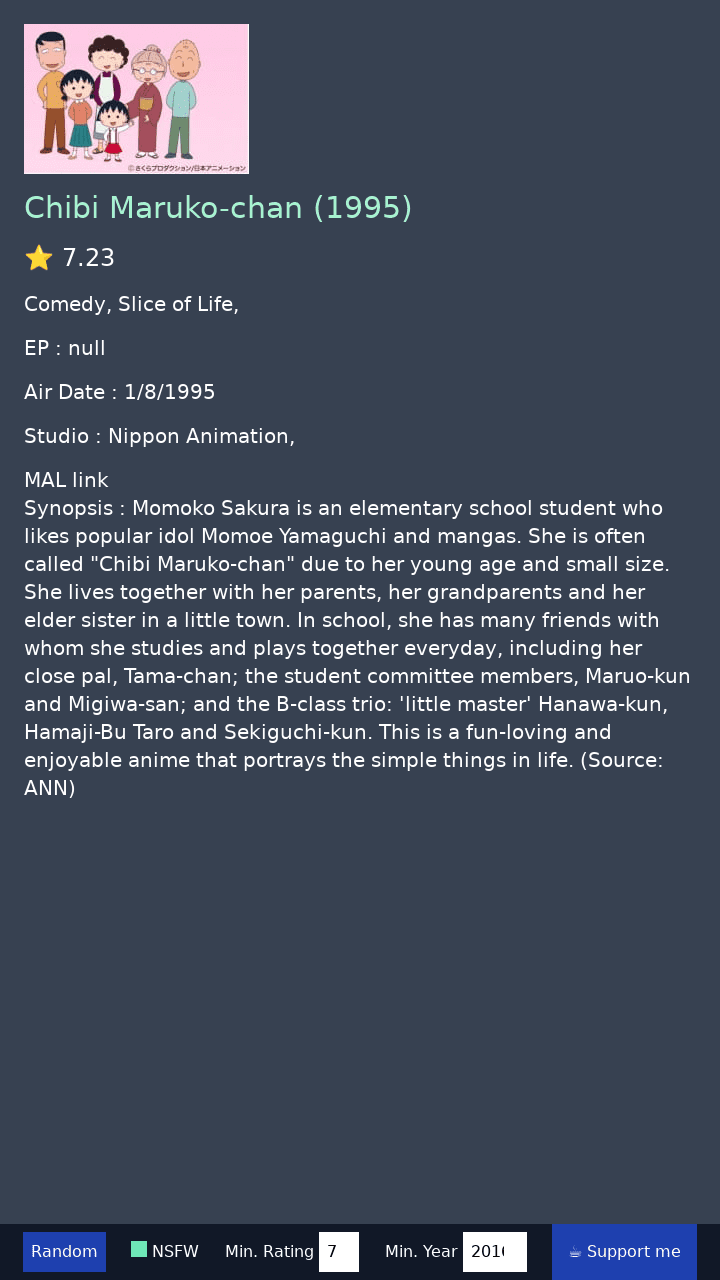 ©さくらプロダクション/日本アニメーション
Chibi Maruko-chan (1995)
⭐ 7.23
Comedy, Slice of Life,
EP : null
Air Date : 1/8/1995
Studio : Nippon Animation,
MAL link
Synopsis : Momoko Sakura is an elementary school student who
likes popular idol Momoe Yamaguchi and mangas. She is often
called "Chibi Maruko-chan" due to her young age and small size.
She lives together with her parents, her grandparents and her
elder sister in a little town. In school, she has many friends with
whom she studies and plays together everyday, including her
close pal, Tama-chan; the student committee members, Maruo-kun
and Migiwa-san; and the B-class trio: 'little master' Hanawa-kun,
Hamaji-Bu Taro and Sekiguchi-kun. This is a fun-loving and
enjoyable anime that portrays the simple things in life. (Source:
ANN)
Random NSFW Min. Rating 7 Min. Year 201 ☕ Support me